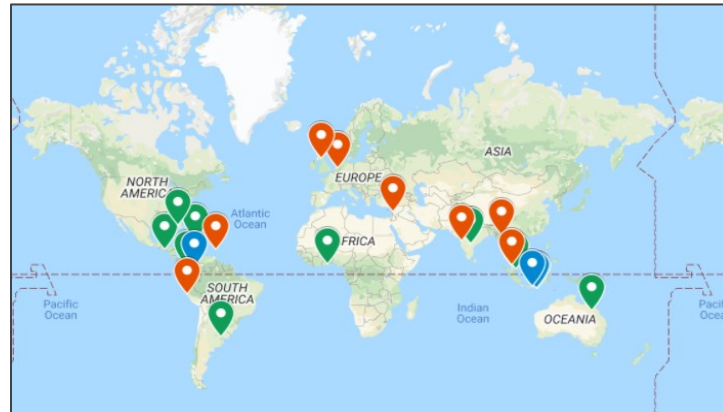 NORTH
AMERIC
Atlantic
Ocean
EUROPE
ASIA
FRICA
SOUTH
AMERICA
Pacific
Ocean
Indian
Ocean
OCEANIA
Pacific
Ocean